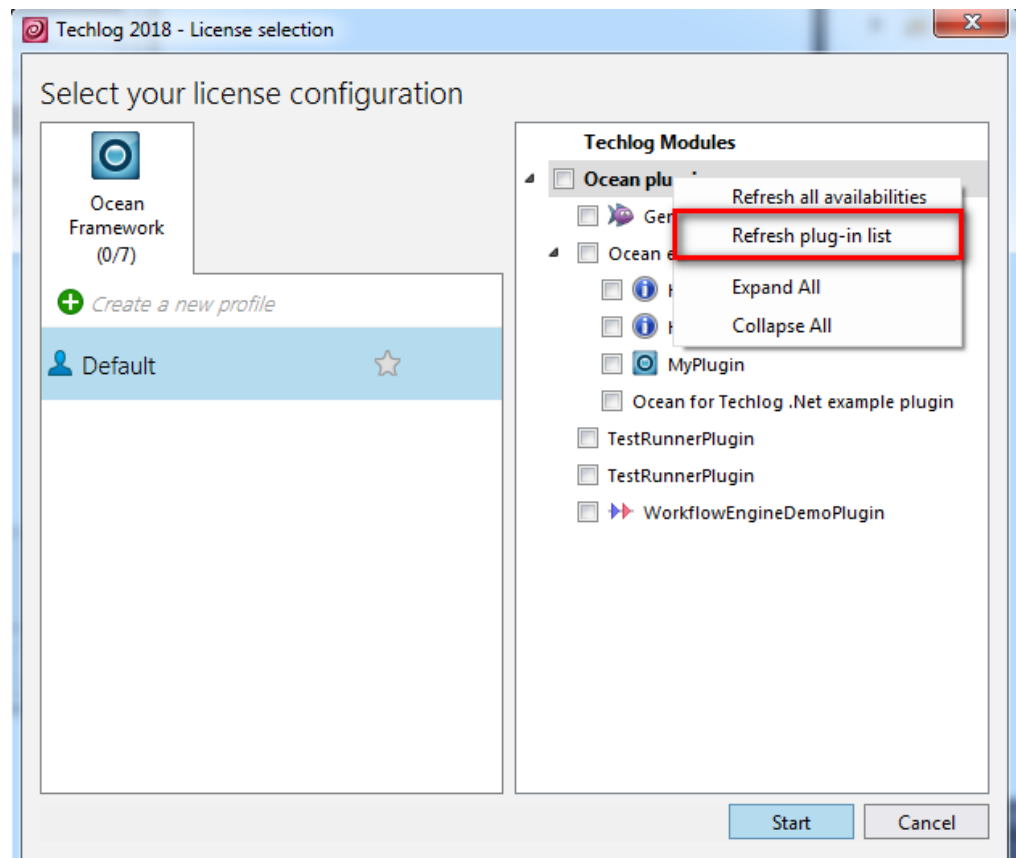 Techlog 2018 - License selection
Select your license configuration
Ocean
Framework
(0/7)
Create a new profile
Default
Techlog Modules
Ocean
Refresh all availabilities
Refresh plug-in list
Expand All
Collapse All
Ocean
MyPlugin
Ocean for Techlog .Net example plugin
TestRunnerPlugin
TestRunnerPlugin
WorkflowEngineDemoPlugin
Start Cancel